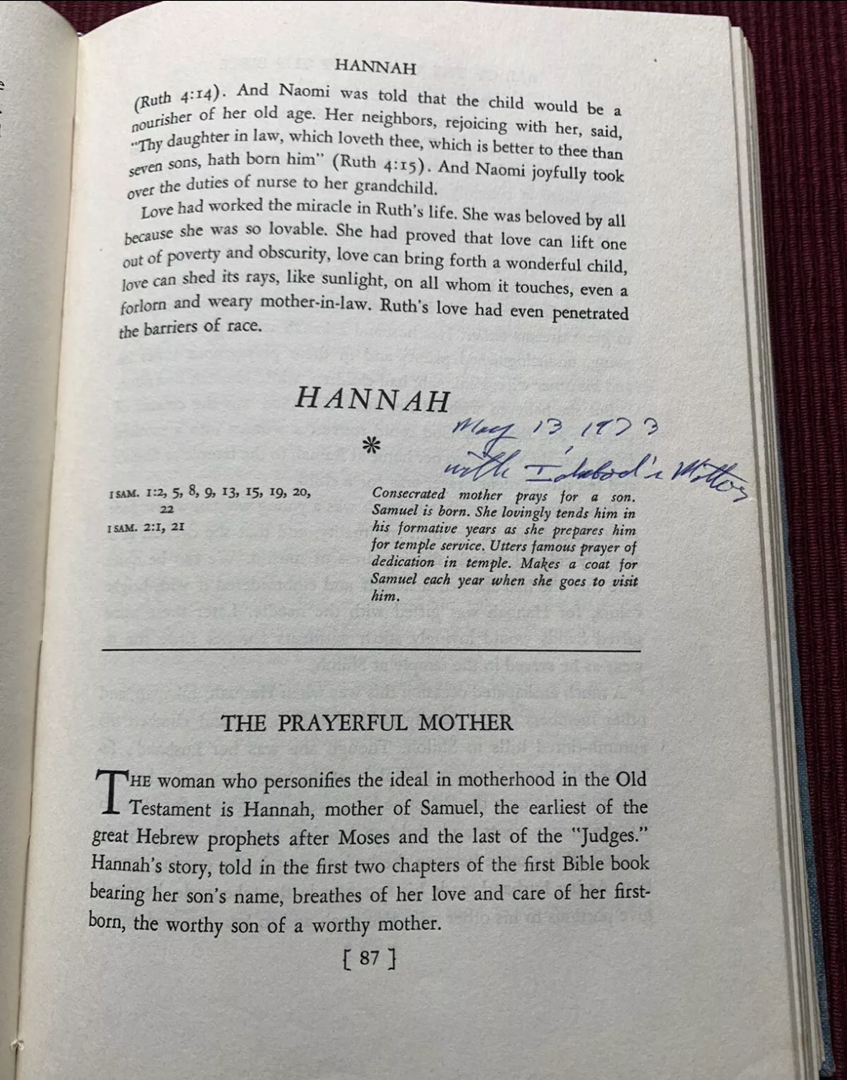 HANNAH
(Ruth 4:14). And Naomi was told that the child would be a
nourisher of her old age. Her neighbors, rejoicing with her, said,
"Thy daughter in law, which loveth thee, which is better to thee than
seven sons, hath born him" (Ruth 4:15). And Naomi joyfully took
over the duties of nurse to her grandchild.
Love had worked the miracle in Ruth's life. She was beloved by all
because she was so lovable. She had proved that love can lift one
out of poverty and obscurity, love can bring forth a wonderful child,
love can shed its rays, like sunlight, on all whom it touches, even a
forlorn and weary mother-in-law. Ruth's love had even penetrated
the barriers of race.
HANNAH
*
May 13, 1973
with Ichabod's Mother
I SAM. 1:2, 5, 8, 9, 13, 15, 19, 20,
22
I SAM. 2:1, 21
Consecrated mother prays for a son.
Samuel is born. She lovingly tends him in
his formative years as she prepares him
for temple service. Utters famous prayer of
dedication in temple. Makes a coat for
Samuel each year when she goes to visit
him.
THE PRAYERFUL MOTHER
THE woman who personifies the ideal in motherhood in the Old
Testament is Hannah, mother of Samuel, the earliest of the
great Hebrew prophets after Moses and the last of the "Judges."
Hannah's story, told in the first two chapters of the first Bible book
bearing her son's name, breathes of her love and care of her first-
born, the worthy son of a worthy mother.
[ 87 ]